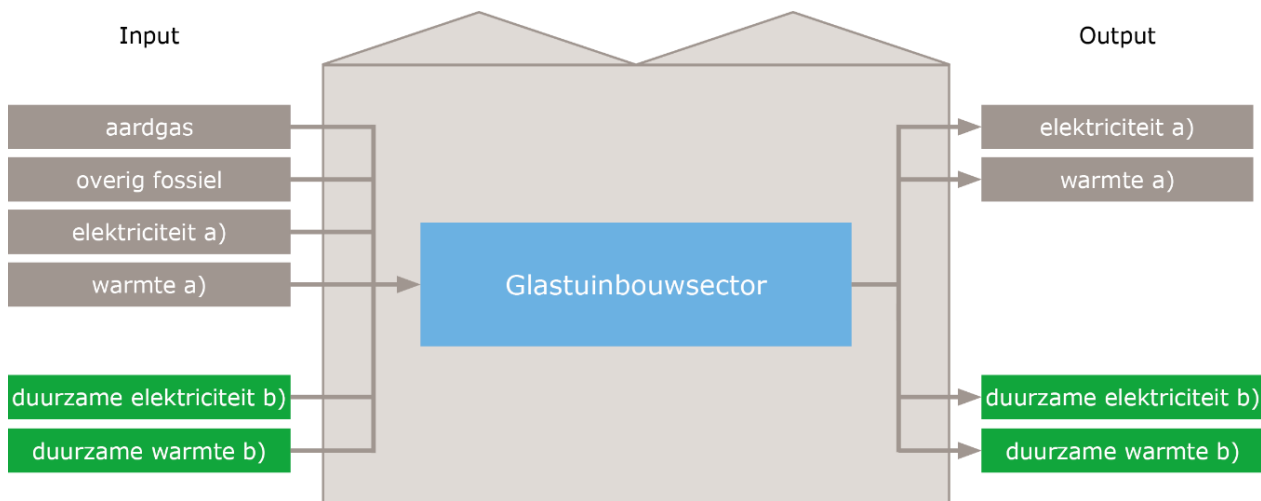 Input
Output
aardgas
overig fossiel
elektriciteit a)
warmte a)
duurzame elektriciteit b)
duurzame warmte b)
Glastuinbouwsector
elektriciteit a)
warmte a)
duurzame elektriciteit b)
duurzame warmte b)